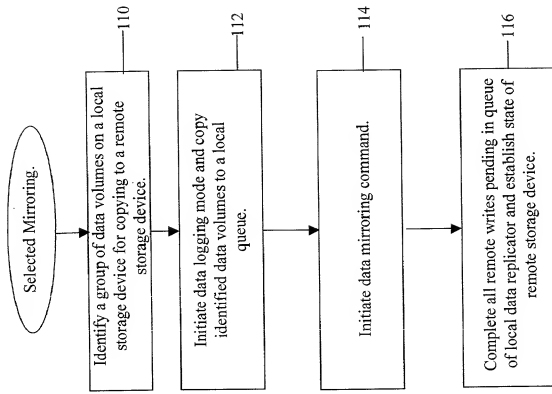 Selected Mirroring.
Identify a group of data volumes on a local
storage device for copying to a remote
storage device.
110
Initiate data logging mode and copy
identified data volumes to a local
queue.
112
Initiate data mirroring command.
114
Complete all remote writes pending in queue
of local data replicator and establish state of
remote storage device.
116